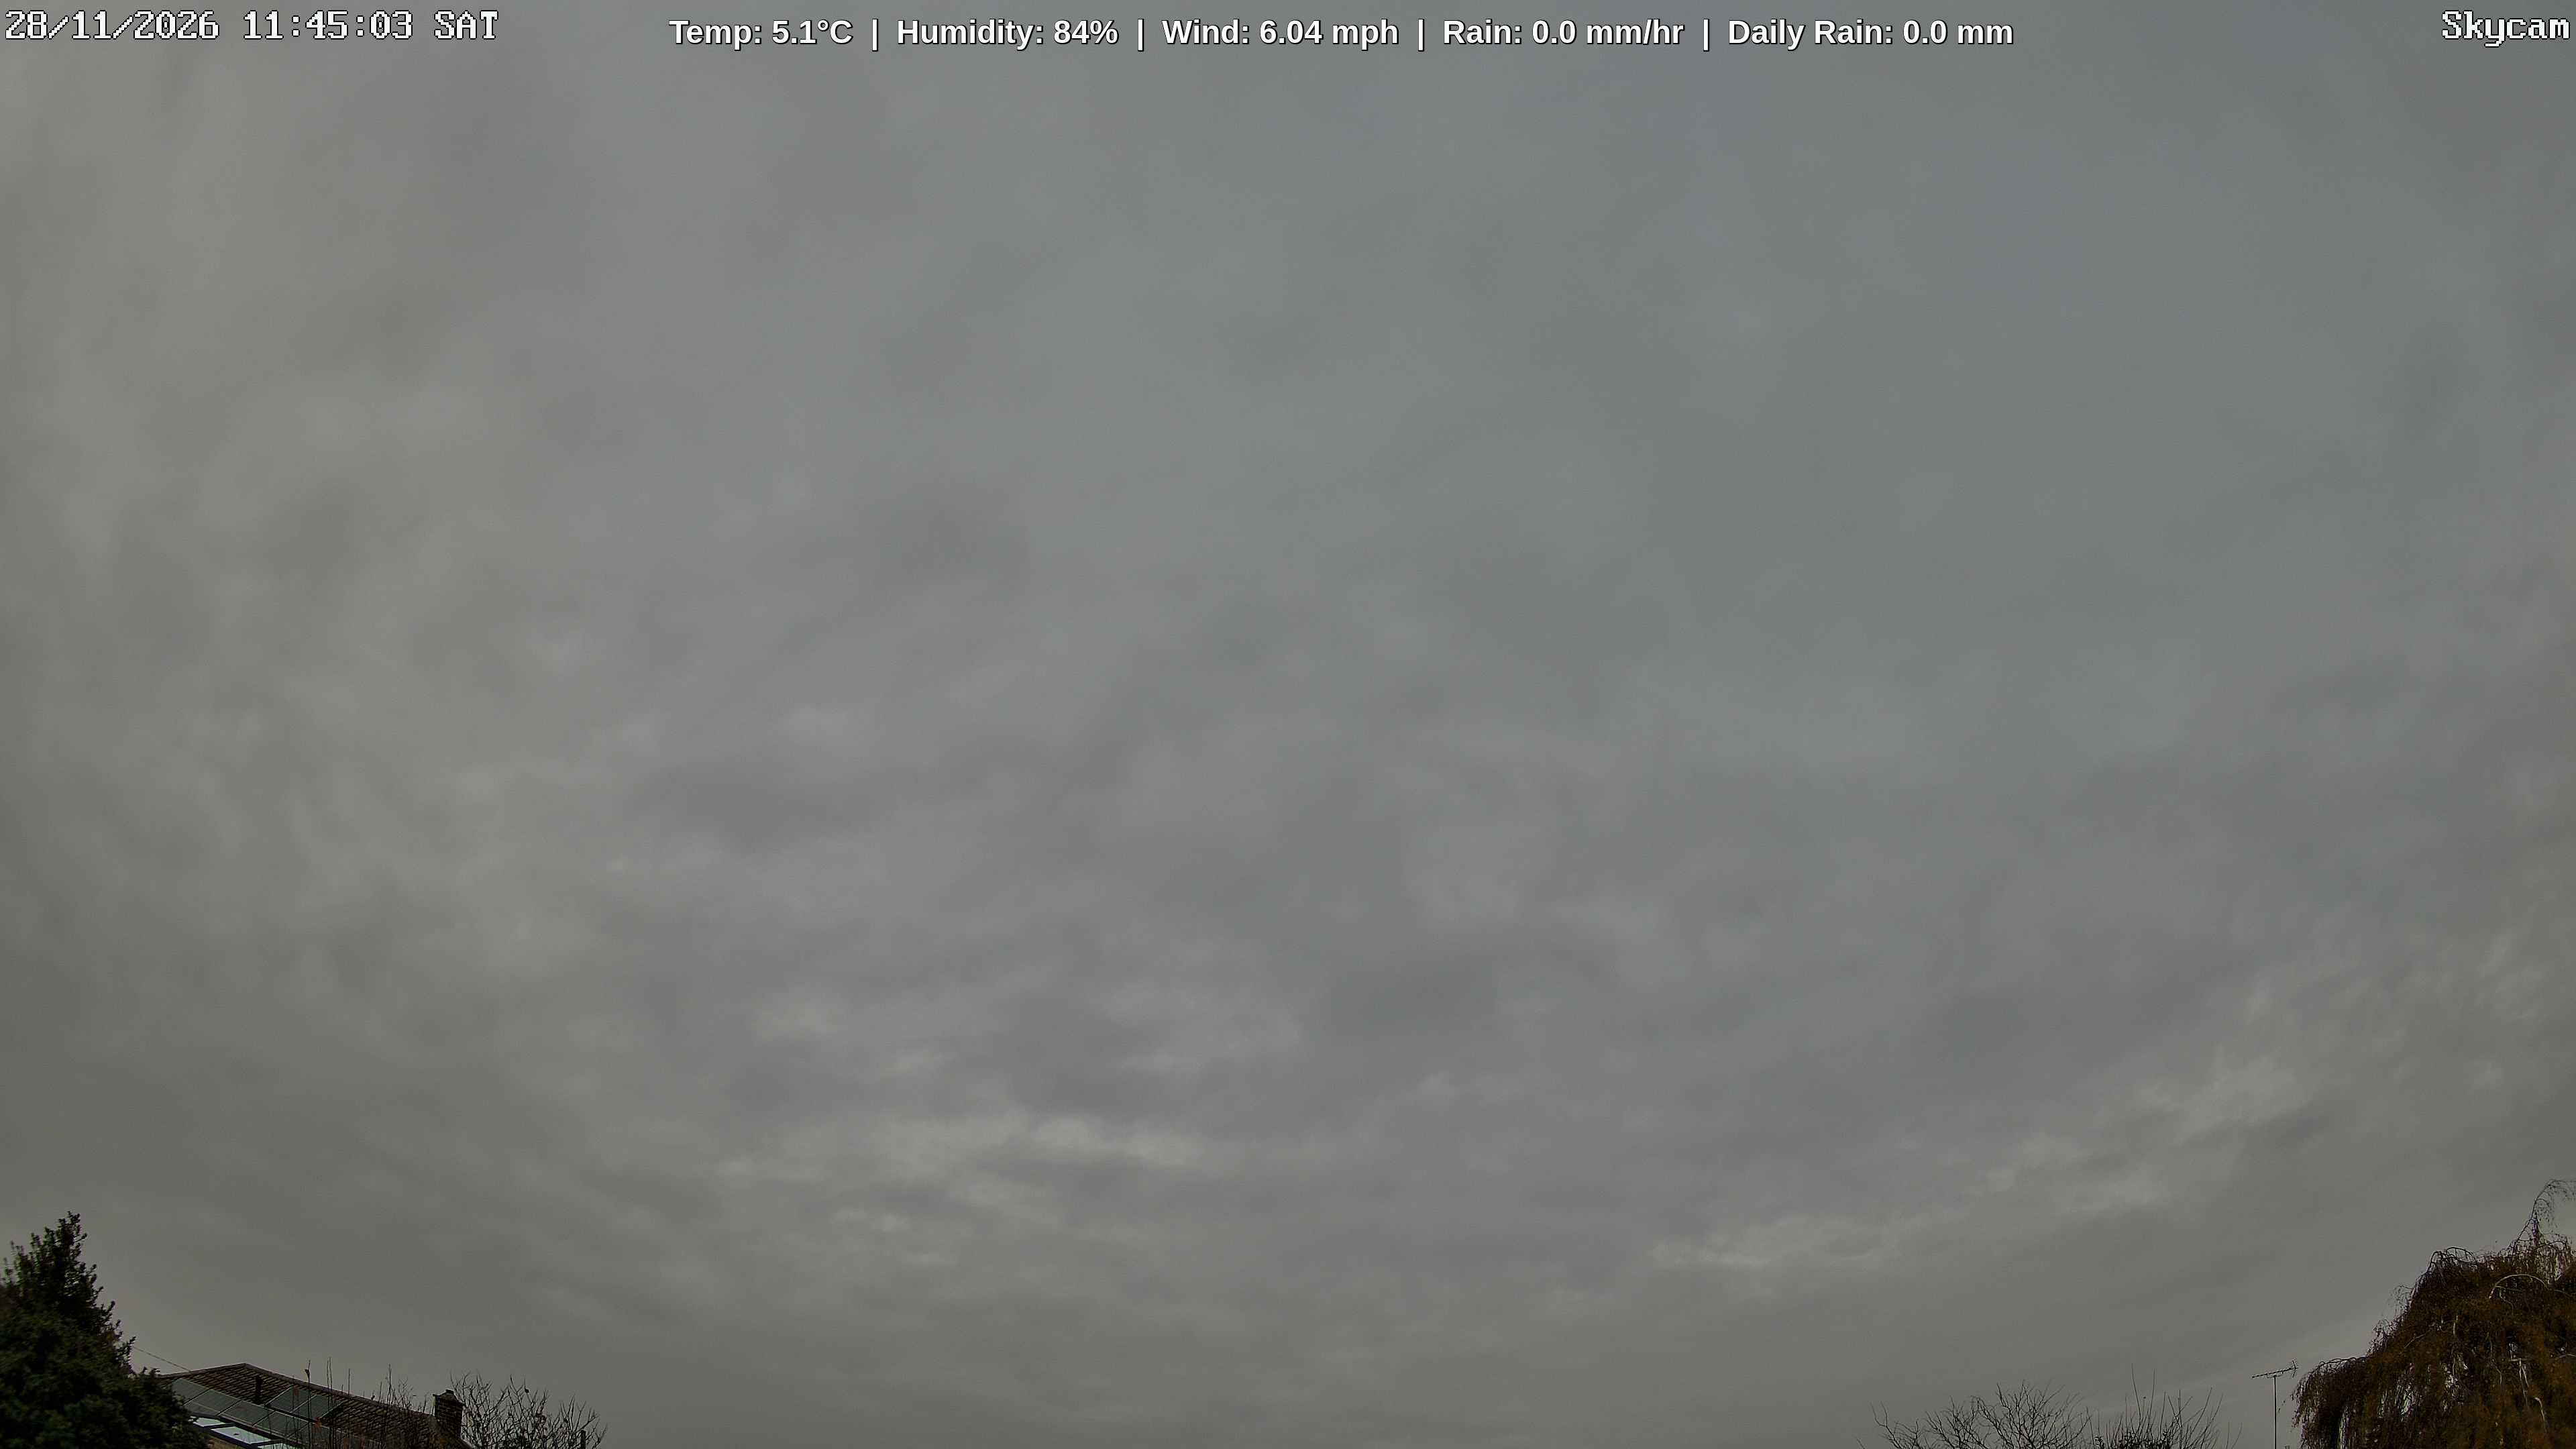 28/11/2026 11:45:03 SAT
Temp: 5.1°C | Humidity: 84% | Wind: 6.04 mph | Rain: 0.0 mm/hr | Daily Rain: 0.0 mm
Skycam